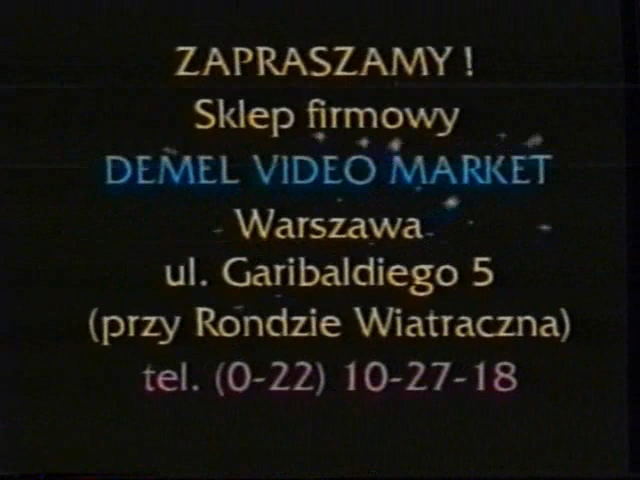 ZAPRASZAMY !
Sklep firmowy
DEMEL VIDEO MARKET
Warszawa
ul. Garibaldiego 5
(przy Rondzie Wiatraczna)
tel. (0-22) 10-27-18